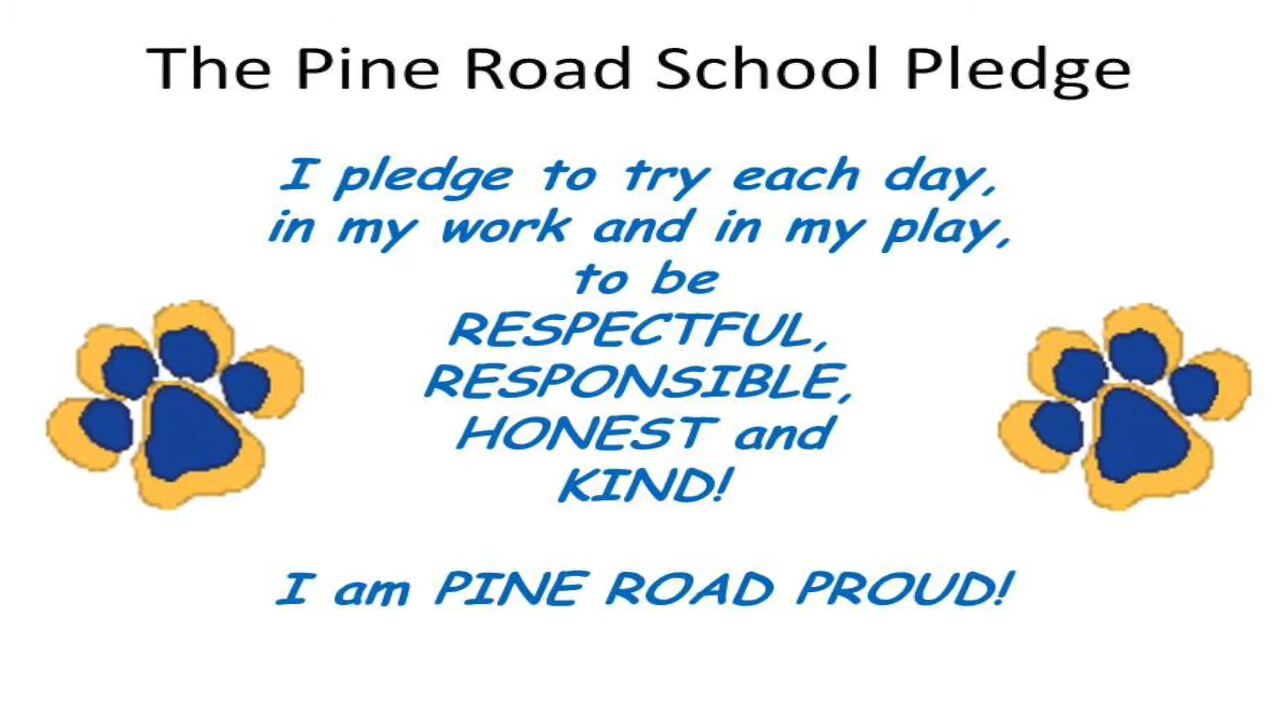 The Pine Road School Pledge
I pledge to try each day,
in my work and in my play,
to be
RESPECTFUL,
RESPONSIBLE,
HONEST and
KIND!
I am PINE ROAD PROUD!